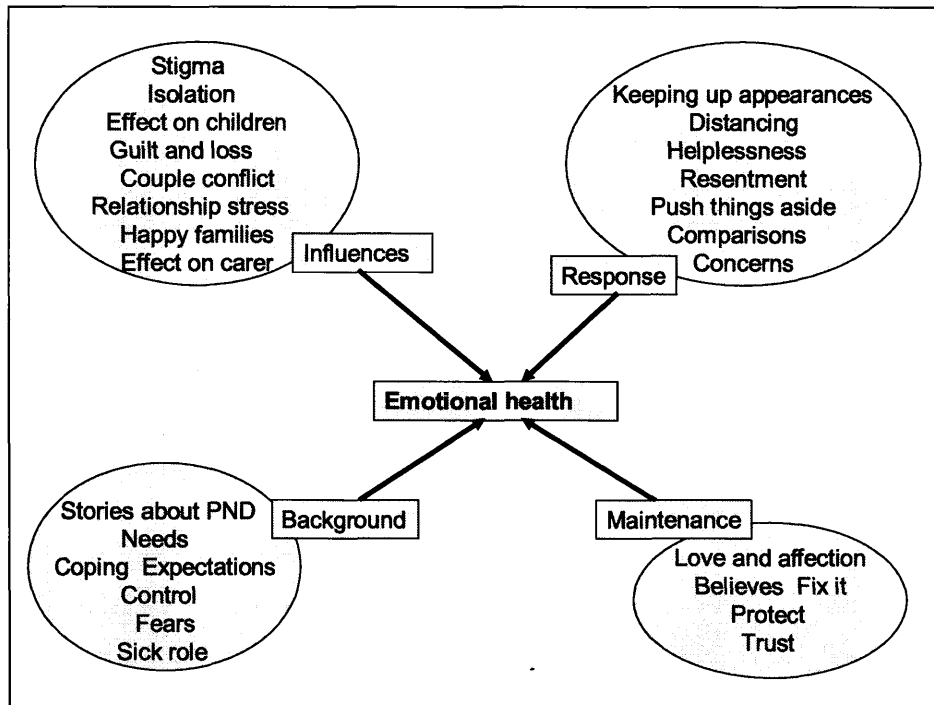 Stigma
Isolation
Effect on children
Guilt and loss
Couple conflict
Relationship stress
Happy families
Effect on carer
Influences
Keeping up appearances
Distancing
Helplessness
Resentment
Push things aside
Comparisons
Concerns
Response
Emotional health
Stories about PND
Needs
Coping Expectations
Control
Fears
Sick role
Background
Maintenance
Love and affection
Believes Fix it
Protect
Trust